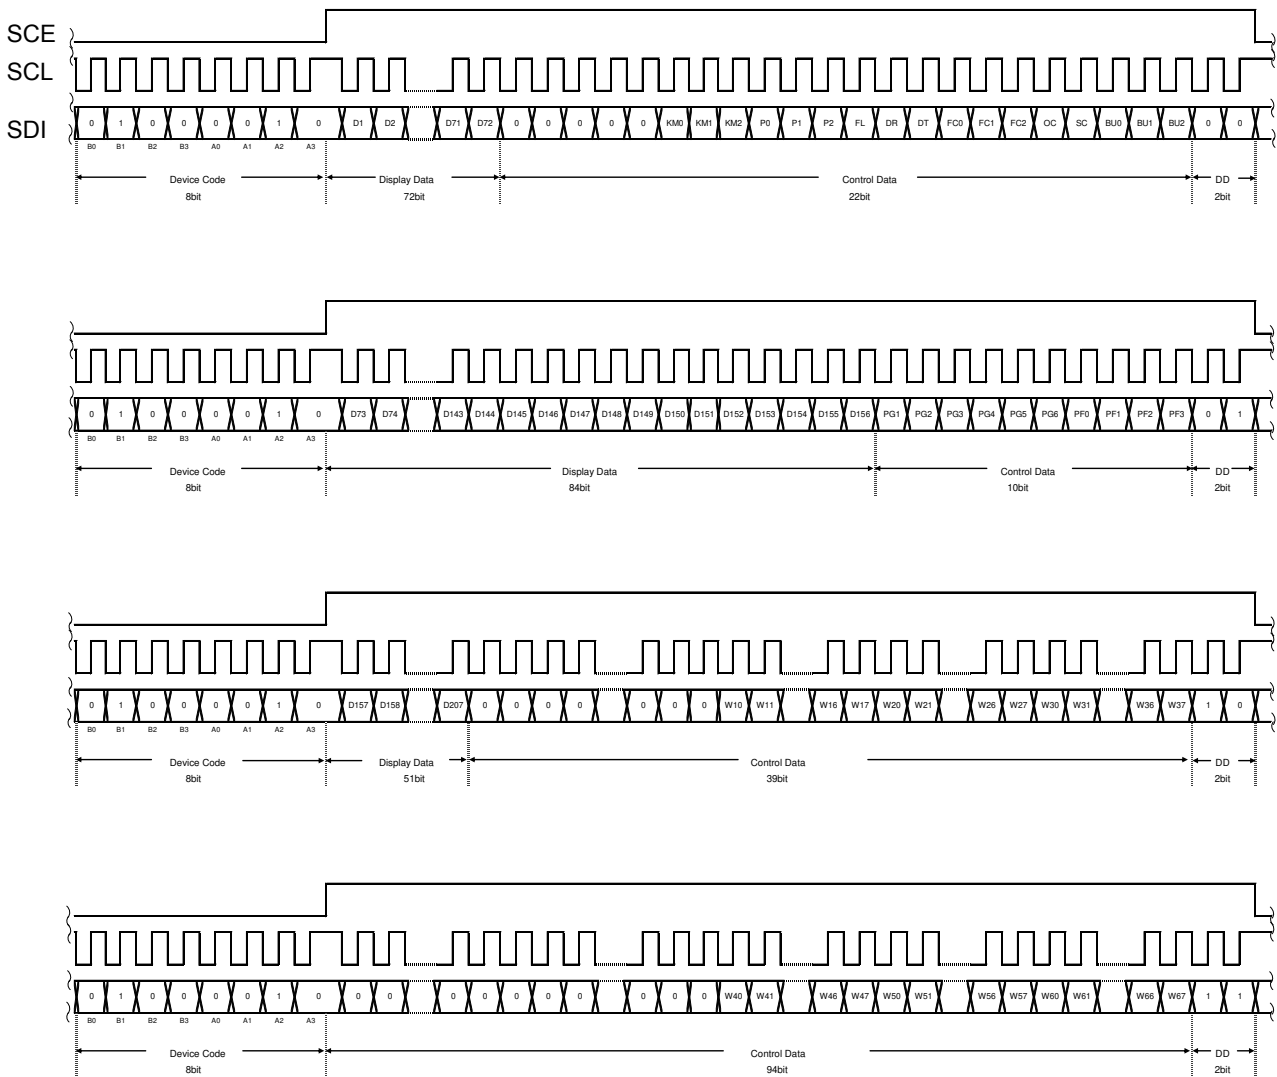 SCE
SCL
SDI
0 1 0 0 0 0 1 0 D1 D2 D71 D72 0 0 0 0 0 KM0 KM1 KM2 P0 P1 P2 FL DR DT FC0 FC1 FC2 OC SC BU0 BU1 BU2 0 0
B0 B1 B2 B3 A0 A1 A2 A3
Device Code Display Data Control Data DD
8bit 72bit 22bit 2bit
0 1 0 0 0 0 1 0 D73 D74 D143 D144 D145 D146 D147 D148 D149 D150 D151 D152 D153 D154 D155 D156 PG1 PG2 PG3 PG4 PG5 PG6 PF0 PF1 PF2 PF3 0 1
B0 B1 B2 B3 A0 A1 A2 A3
Device Code Display Data Control Data DD
8bit 84bit 10bit 2bit
0 1 0 0 0 0 1 0 D157 D158 D207 0 0 0 0 0 0 0 W10 W11 W16 W17 W20 W21 W26 W27 W30 W31 W36 W37 1 0
B0 B1 B2 B3 A0 A1 A2 A3
Device Code Display Data Control Data DD
8bit 51bit 39bit 2bit
0 1 0 0 0 0 1 0 0 0 0 0 0 0 0 0 0 0 W40 W41 W46 W47 W50 W51 W56 W57 W60 W61 W66 W67 1 1
B0 B1 B2 B3 A0 A1 A2 A3
Device Code Control Data DD
8bit 94bit 2bit